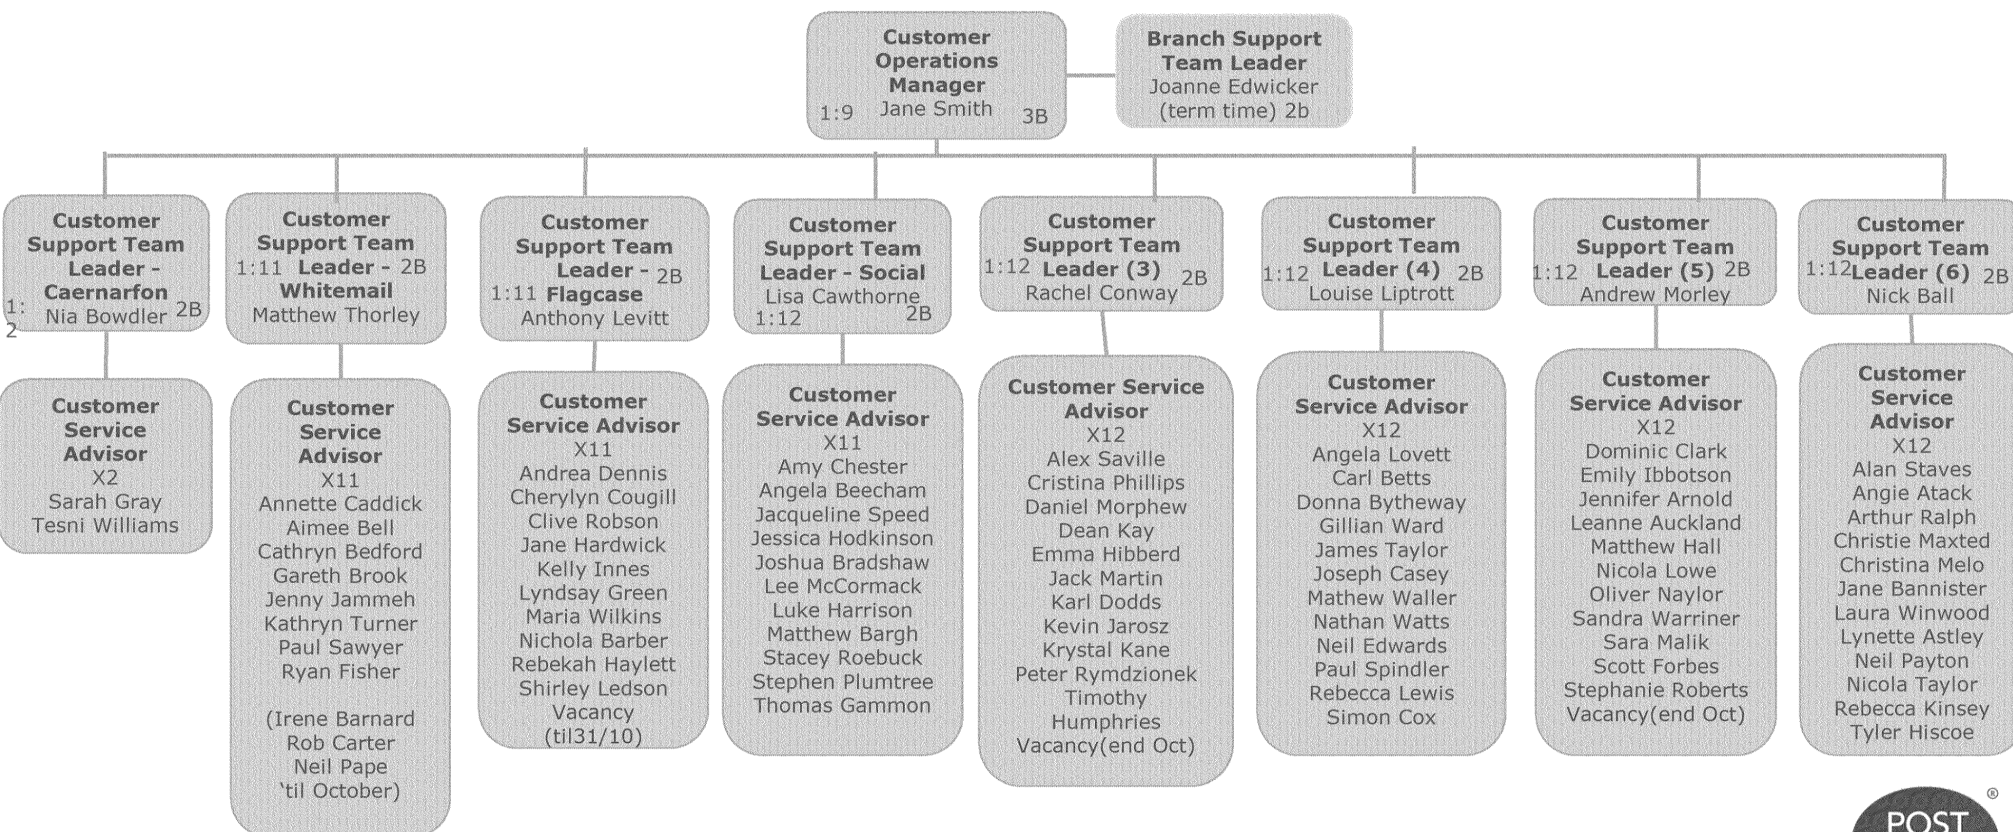 Customer
Operations
Manager
1:9 Jane Smith 3B
Branch Support
Team Leader
Joanne Edwicker
(term time) 2b
Customer
Support Team
Leader -
Caernarfon
1: Nia Bowdler 2B
2
Customer
Support Team
1:11 Leader - 2B
Whitemail
Matthew Thorley
Customer
Support Team
Leader - 2B
1:11 Flagcase
Anthony Levitt
Customer
Support Team
Leader - Social
Lisa Cawthorne
1:12 2B
Customer
Support Team
1:12 Leader (3) 2B
Rachel Conway
Customer
Support Team
1:12 Leader (4) 2B
Louise Liptrott
Customer
Support Team
1:12 Leader (5) 2B
Andrew Morley
Customer
Support Team
1:12 Leader (6) 2B
Nick Ball
Customer
Service
Advisor
X2
Sarah Gray
Tesni Williams
Customer
Service
Advisor
X11
Annette Caddick
Aimee Bell
Cathryn Bedford
Gareth Brook
Jenny Jammeh
Kathryn Turner
Paul Sawyer
Ryan Fisher
(Irene Barnard
Rob Carter
Neil Pape
'til October)
Customer
Service Advisor
X11
Andrea Dennis
Cherylyn Cougill
Clive Robson
Jane Hardwick
Kelly Innes
Lyndsay Green
Maria Wilkins
Nichola Barber
Rebekah Haylett
Shirley Ledson
Vacancy
(til31/10)
Customer
Service Advisor
X11
Amy Chester
Angela Beecham
Jacqueline Speed
Jessica Hodkinson
Joshua Bradshaw
Lee McCormack
Luke Harrison
Matthew Bargh
Stacey Roebuck
Stephen Plumtree
Thomas Gammon
Customer Service
Advisor
X12
Alex Saville
Cristina Phillips
Daniel Morphew
Dean Kay
Emma Hibberd
Jack Martin
Karl Dodds
Kevin Jarosz
Krystal Kane
Peter Rymdzionek
Timothy
Humphries
Vacancy(end Oct)
Customer
Service Advisor
X12
Angela Lovett
Carl Betts
Donna Bytheway
Gillian Ward
James Taylor
Joseph Casey
Mathew Waller
Nathan Watts
Neil Edwards
Paul Spindler
Rebecca Lewis
Simon Cox
Customer
Service Advisor
X12
Dominic Clark
Emily Ibbotson
Jennifer Arnold
Leanne Auckland
Matthew Hall
Nicola Lowe
Oliver Naylor
Sandra Warriner
Sara Malik
Scott Forbes
Stephanie Roberts
Vacancy(end Oct)
Customer
Service
Advisor
X12
Alan Staves
Angie Atack
Arthur Ralph
Christie Maxted
Christina Melo
Jane Bannister
Laura Winwood
Lynette Astley
Neil Payton
Nicola Taylor
Rebecca Kinsey
Tyler Hiscoe
®
POST